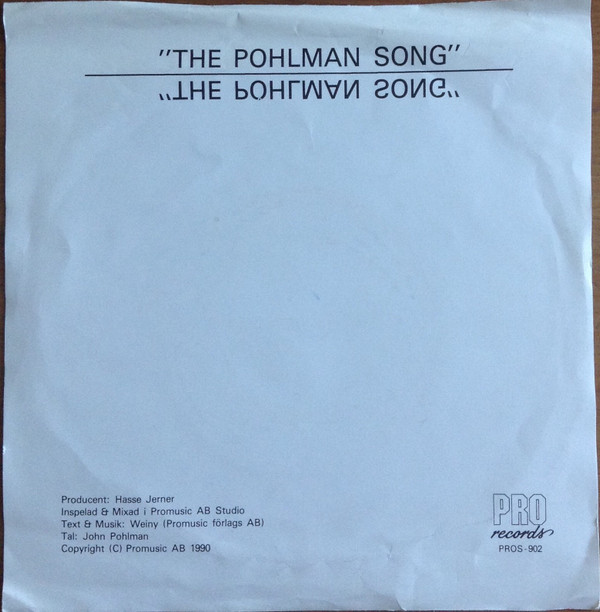 "THE POHLMAN SONG"
"THE POHLMAN SONG"
Producent: Hasse Jerner
Inspelad & Mixad i Promusic AB Studio
Text & Musik: Weiny (Promusic förlags AB)
Tal: John Pohlman
Copyright (C) Promusic AB 1990
PRO
records
PROS-902